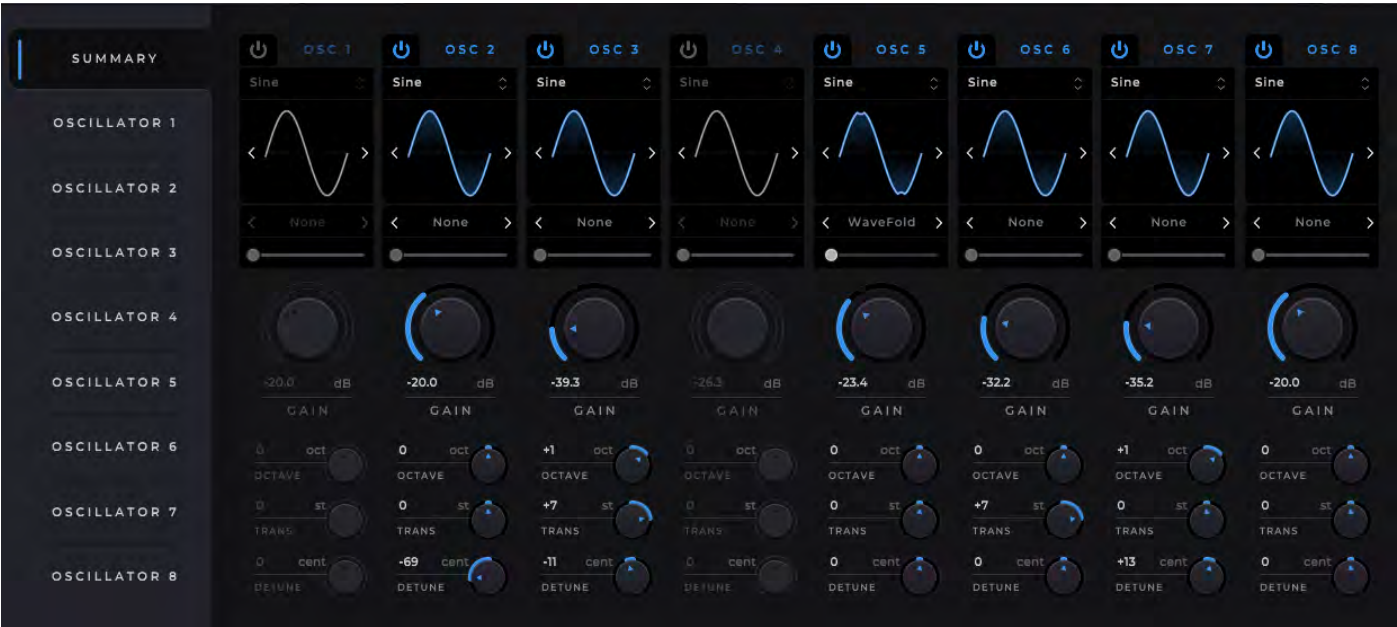 SUMMARY
OSCILLATOR 1
OSCILLATOR 2
OSCILLATOR 3
OSCILLATOR 4
OSCILLATOR 5
OSCILLATOR 6
OSCILLATOR 7
OSCILLATOR 8
OSC 1 OSC 2 OSC 3 OSC 4 OSC 5 OSC 6 OSC 7 OSC 8
Sine Sine Sine Sine Sine Sine Sine Sine
None None None None WaveFold None None None
-20.0 dB -20.0 dB -39.3 dB -26.3 dB -23.4 dB -32.2 dB -35.2 dB -20.0 dB
GAIN GAIN GAIN GAIN GAIN GAIN GAIN GAIN
0 oct 0 oct +1 oct 0 oct 0 oct 0 oct +1 oct 0 oct
OCTAVE OCTAVE OCTAVE OCTAVE OCTAVE OCTAVE OCTAVE OCTAVE
0 st 0 st +7 st 0 st 0 st +7 st 0 st 0 st
TRANS TRANS TRANS TRANS TRANS TRANS TRANS TRANS
0 cent -69 cent -11 cent 0 cent 0 cent 0 cent +13 cent 0 cent
DETUNE DETUNE DETUNE DETUNE DETUNE DETUNE DETUNE DETUNE